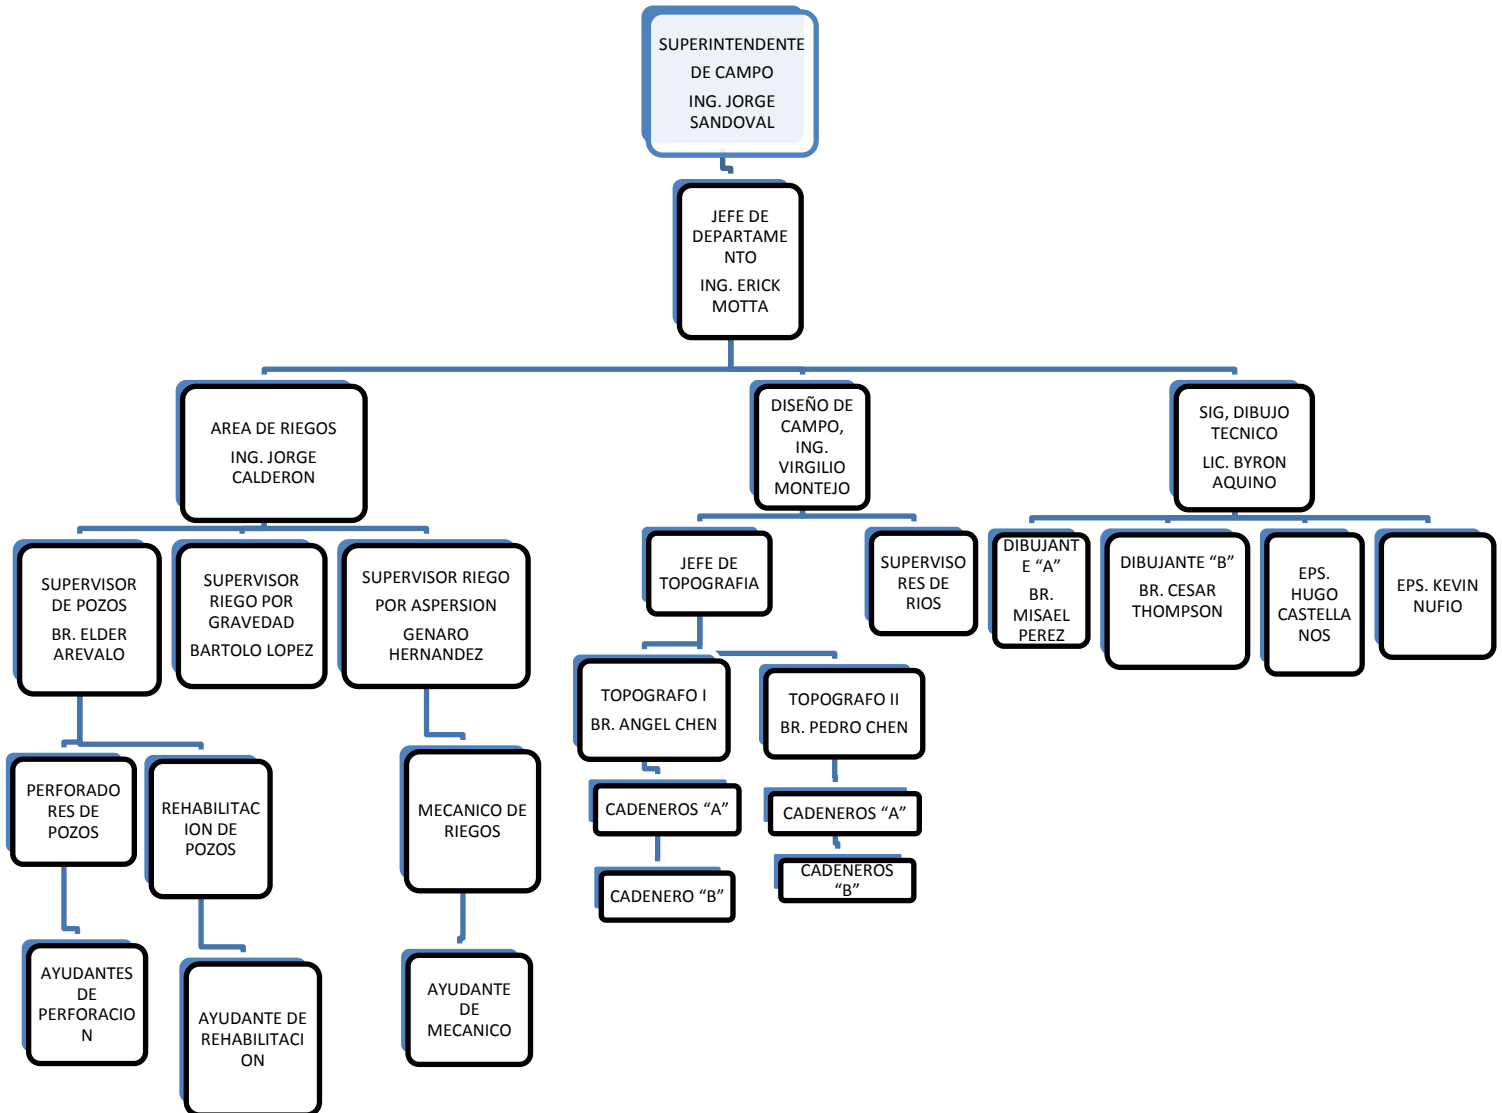 SUPERINTENDENTE
DE CAMPO
ING. JORGE
SANDOVAL
JEFE DE
DEPARTAME
NTO
ING. ERICK
MOTTA
AREA DE RIEGOS
ING. JORGE
CALDERON
DISEÑO DE
CAMPO,
ING.
VIRGILIO
MONTEJO
SIG, DIBUJO
TECNICO
LIC. BYRON
AQUINO
SUPERVISOR
DE POZOS
BR. ELDER
AREVALO
SUPERVISOR
RIEGO POR
GRAVEDAD
BARTOLO LOPEZ
SUPERVISOR RIEGO
POR ASPERSION
GENARO
HERNANDEZ
JEFE DE
TOPOGRAFIA
SUPERVISO
RES DE
RIOS
DIBUJANT
E “A”
BR.
MISAEL
PEREZ
DIBUJANTE “B”
BR. CESAR
THOMPSON
EPS.
HUGO
CASTELLA
NOS
EPS. KEVIN
NUFIO
TOPOGRAFO I
BR. ANGEL CHEN
TOPOGRAFO II
BR. PEDRO CHEN
PERFORADO
RES DE
POZOS
REHABILITAC
ION DE
POZOS
MECANICO DE
RIEGOS
CADENEROS “A”
CADENEROS “A”
CADENERO “B”
CADENEROS
“B”
AYUDANTES
DE
PERFORACIO
N
AYUDANTE DE
REHABILITACI
ON
AYUDANTE
DE
MECANICO